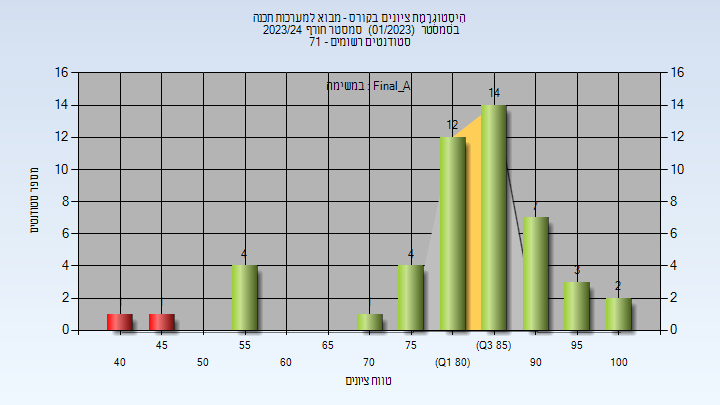 היסטוגרמת ציונים בקורס - מבוא למערכות תכנה
בסמסטר (01/2023) סמסטר חורף 2023/24
סטודנטים רשומים - 71
במשימה : Final_A
מספר סטודנטים
16 16
14 14
12 12
10 10
8 8
6 6
4 4
2 2
0 0
4 4 12 14 7 3 2
45 55 65 75 (Q3 85) 95
40 50 60 70 (Q1 80) 90 100
טווח ציונים